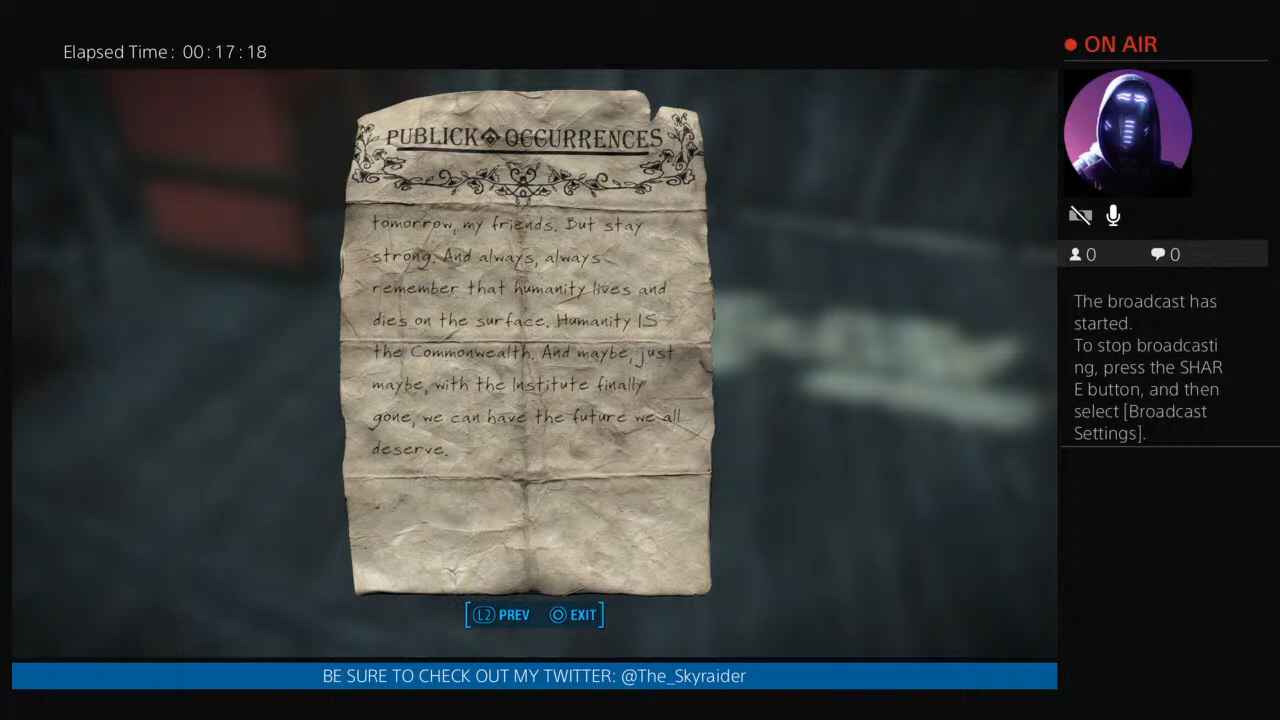 Elapsed Time: 00:17:18
ON AIR
PUBLICK OCCURRENCES
tomorrow, my friends. But stay
strong. And always, always
remember that humanity lives and
dies on the surface. Humanity IS
the Commonwealth. And maybe, just
maybe, with the Institute finally
gone, we can have the future we all
deserve.
L2 PREV EXIT
0 0
The broadcast has
started.
To stop broadcasti
ng, press the SHAR
E button, and then
select [Broadcast
Settings].
BE SURE TO CHECK OUT MY TWITTER: @The_Skyraider